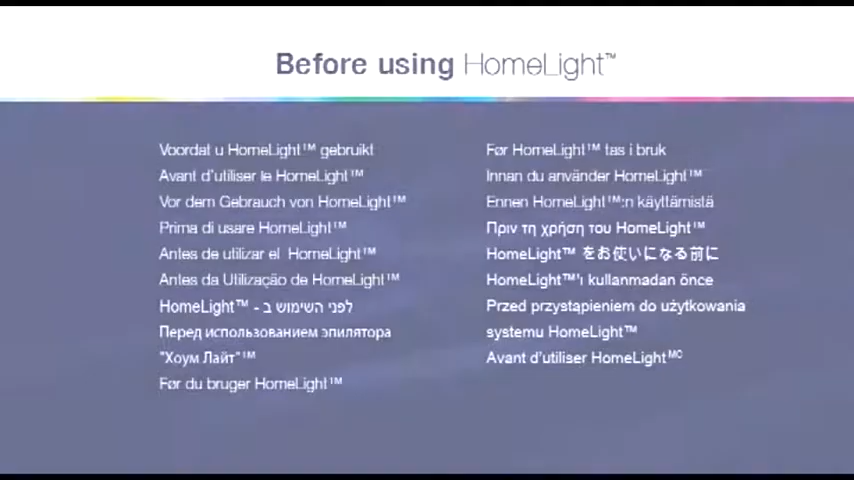 Before using HomeLight™
Voordat u HomeLight™ gebruikt
Avant d'utiliser le HomeLight™
Vor dem Gebrauch von HomeLight™
Prima di usare HomeLight™
Antes de utilizar el HomeLight™
Antes da Utilização de HomeLight™
לפני השימוש ב - HomeLight™
Перед использованием эпилятора
"Хоум Лайт"™
Før du bruger HomeLight™
Før HomeLight™ tas i bruk
Innan du använder HomeLight™
Ennen HomeLight™:n käyttämistä
Πριν τη χρήση του HomeLight™
HomeLight™ をお使いになる前に
HomeLight™'ı kullanmadan önce
Przed przystąpieniem do użytkowania
systemu HomeLight™
Avant d'utiliser HomeLightᴹᶜ